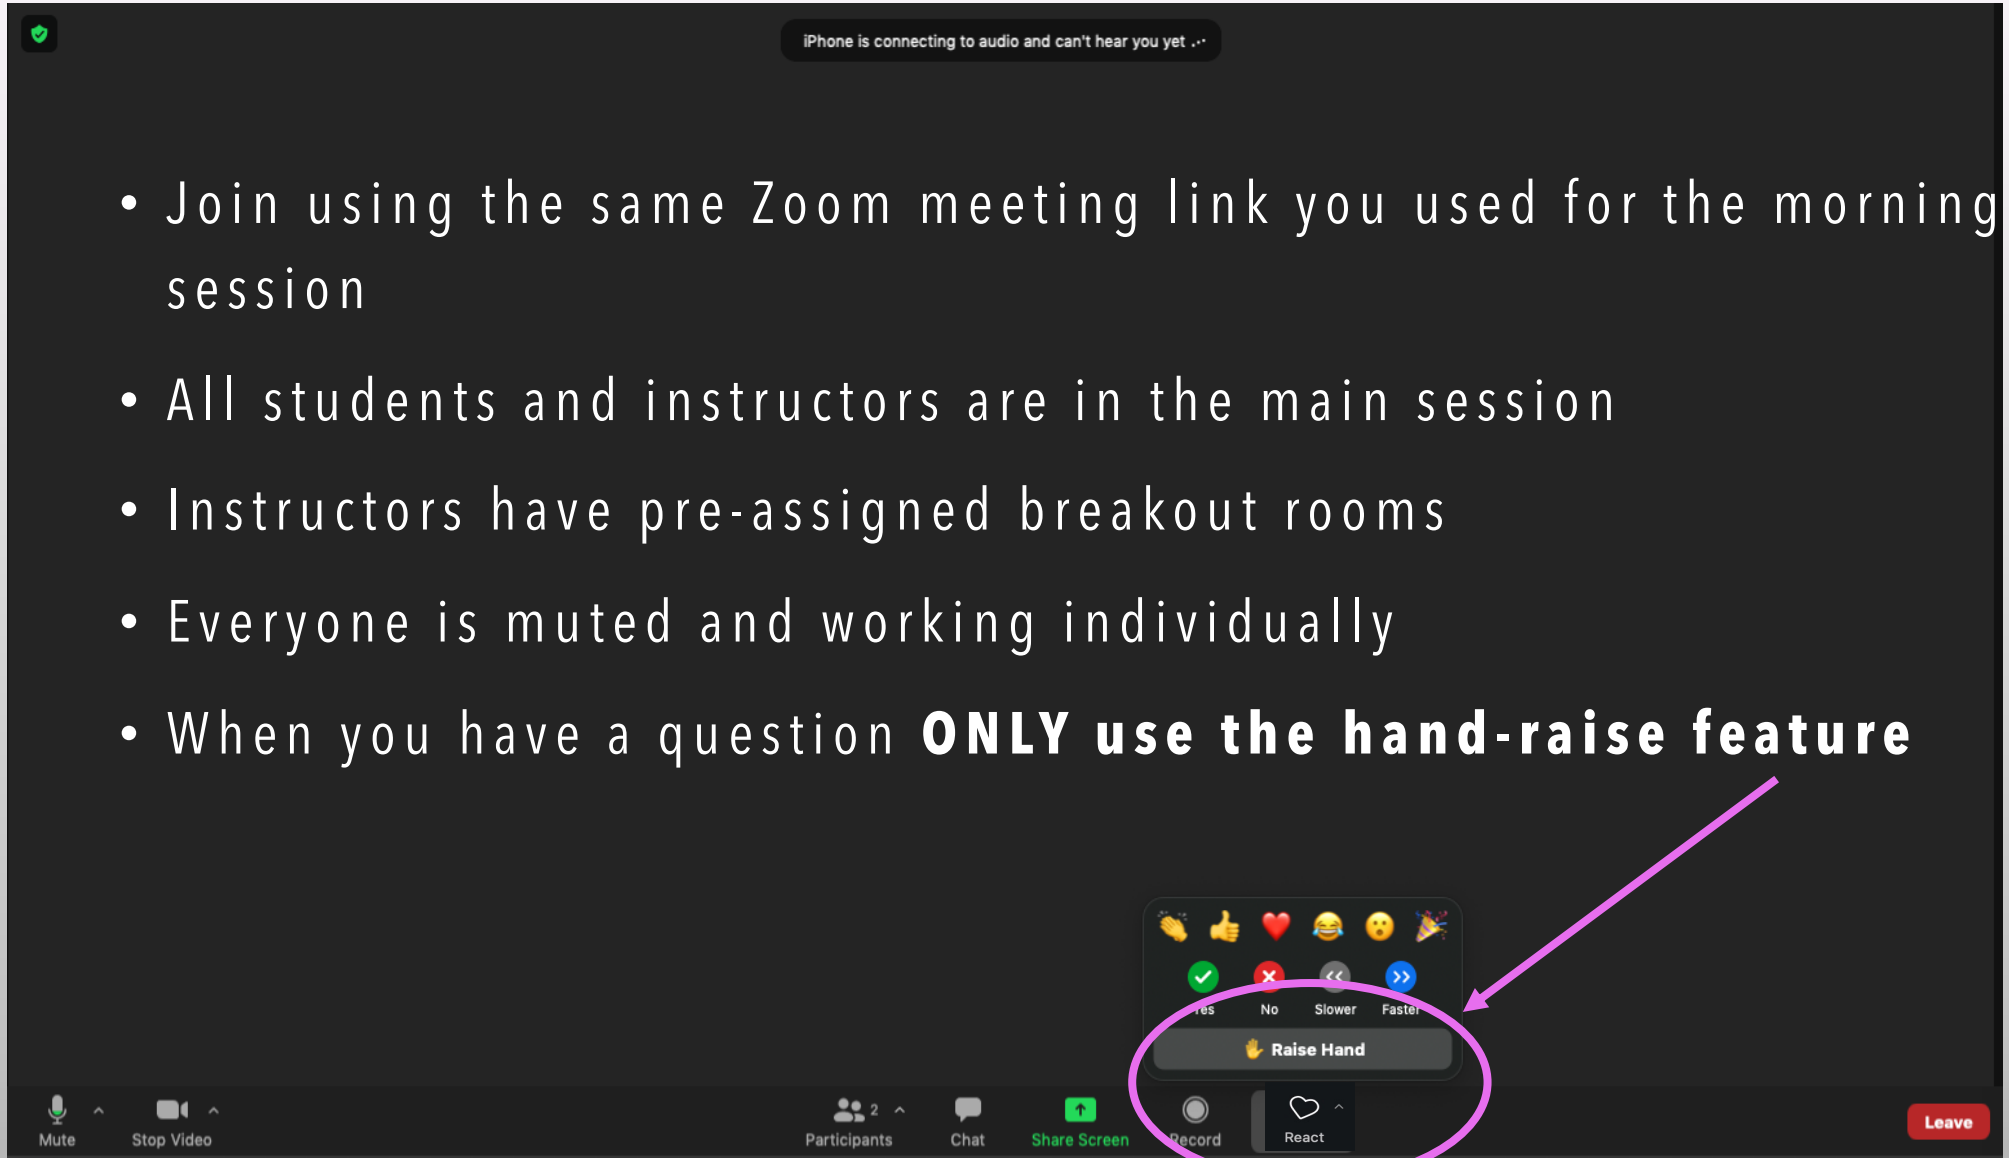 iPhone is connecting to audio and can't hear you yet
• Join using the same Zoom meeting link you used for the morning
session
• All students and instructors are in the main session
• Instructors have pre-assigned breakout rooms
• Everyone is muted and working individually
• When you have a question ONLY use the hand-raise feature
Yes No Slower Faster
Raise Hand
2
Mute Stop Video Participants Chat Share Screen Record React Leave